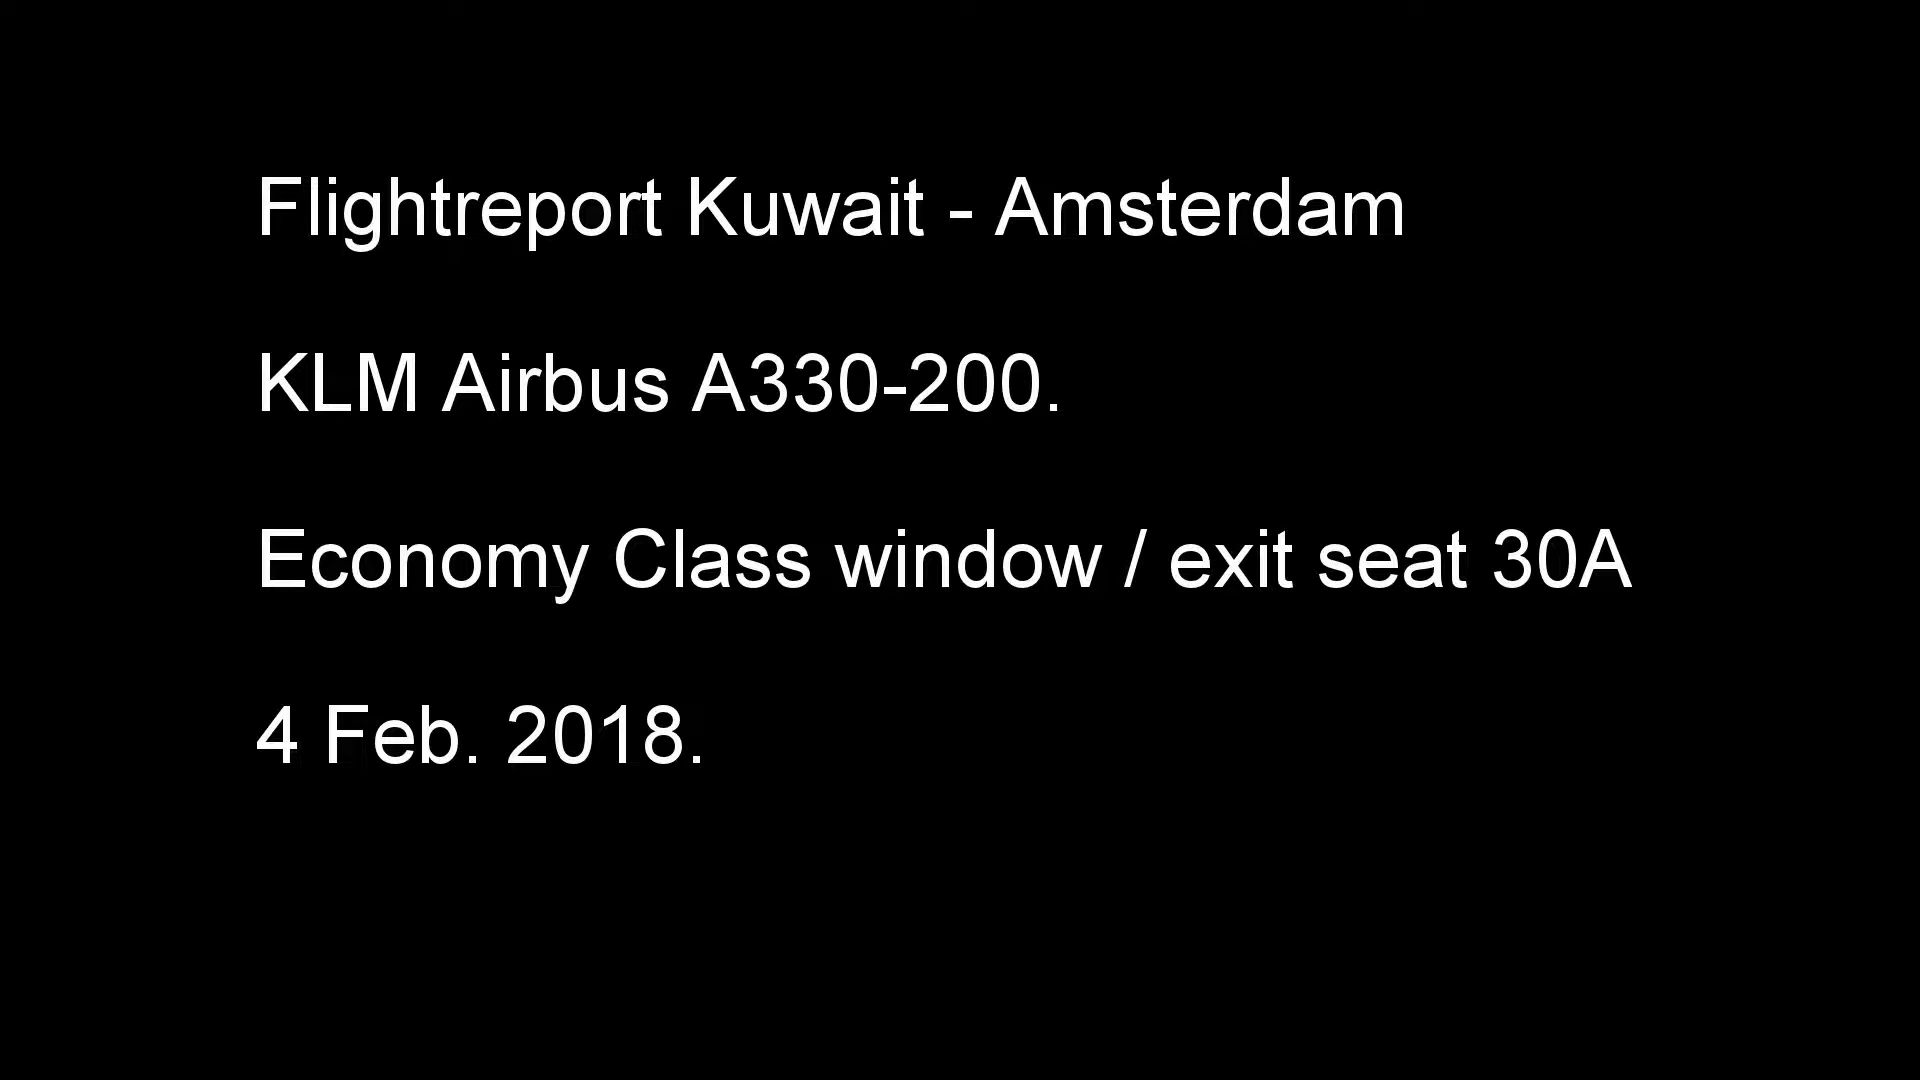 Flightreport Kuwait - Amsterdam
KLM Airbus A330-200.
Economy Class window / exit seat 30A
4 Feb. 2018.